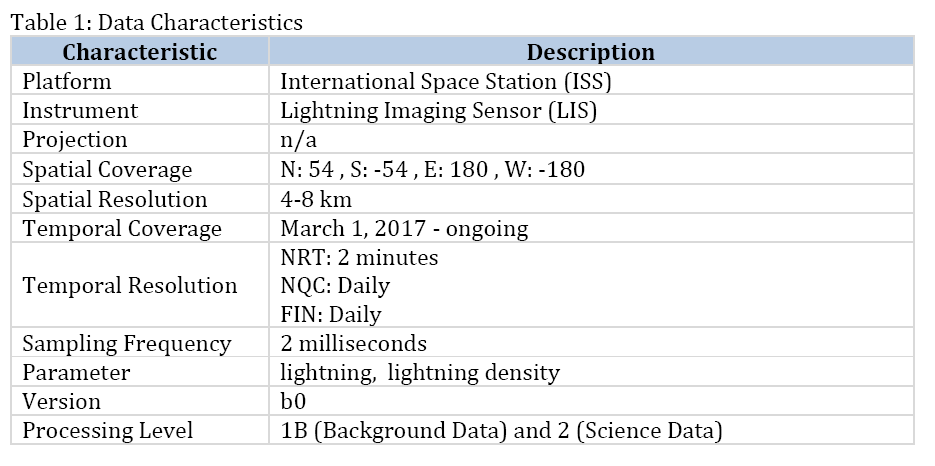 Table 1: Data Characteristics
Characteristic Description
Platform International Space Station (ISS)
Instrument Lightning Imaging Sensor (LIS)
Projection n/a
Spatial Coverage N: 54 , S: -54 , E: 180 , W: -180
Spatial Resolution 4-8 km
Temporal Coverage March 1, 2017 - ongoing
Temporal Resolution NRT: 2 minutes
NQC: Daily
FIN: Daily
Sampling Frequency 2 milliseconds
Parameter lightning, lightning density
Version b0
Processing Level 1B (Background Data) and 2 (Science Data)